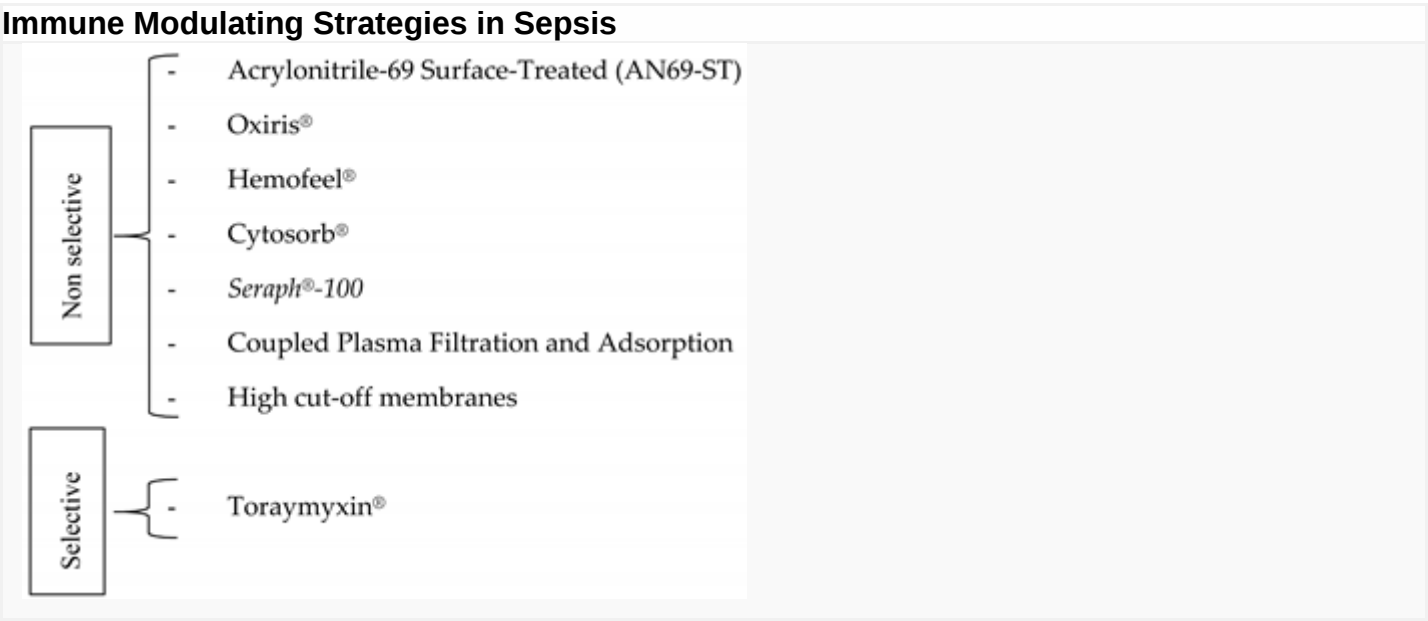 Immune Modulating Strategies in Sepsis
Non selective
- Acrylonitrile-69 Surface-Treated (AN69-ST)
- Oxiris®
- Hemofeel®
- Cytosorb®
- Seraph®-100
- Coupled Plasma Filtration and Adsorption
- High cut-off membranes
Selective
- Toraymyxin®